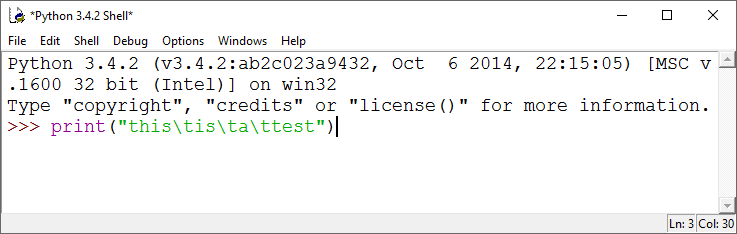 *Python 3.4.2 Shell*
File Edit Shell Debug Options Windows Help
Python 3.4.2 (v3.4.2:ab2c023a9432, Oct  6 2014, 22:15:05) [MSC v
.1600 32 bit (Intel)] on win32
Type "copyright", "credits" or "license()" for more information.
>>> print("this\tis\ta\ttest")
Ln: 3 Col: 30